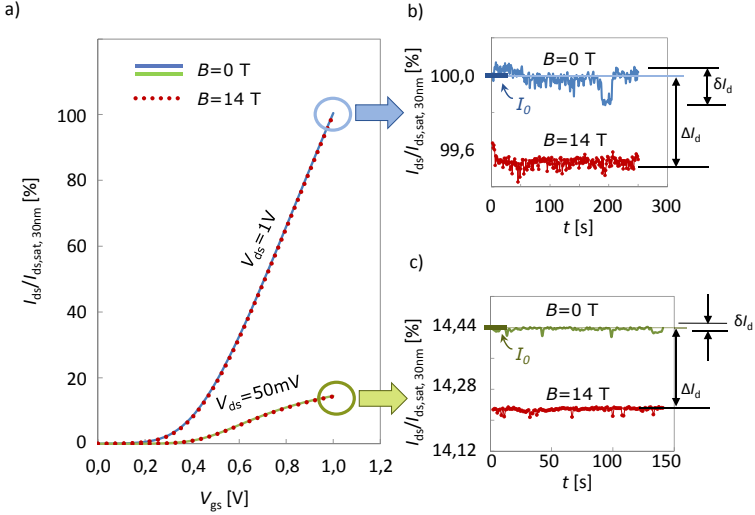 a)
B=0 T
B=14 T
I_ds/I_ds,sat, 30nm [%]
100
80
60
40
20
0
0,0 0,2 0,4 0,6 0,8 1,0 1,2
V_gs [V]
V_ds=1V
V_ds=50mV
b)
I_ds/I_ds,sat, 30nm [%]
100,0
99,6
B=0 T
I_0
B=14 T
δI_d
ΔI_d
0 100 200 300
t [s]
c)
I_ds/I_ds,sat, 30nm [%]
14,44
14,28
14,12
B=0 T
I_0
B=14 T
δI_d
ΔI_d
0 50 100 150
t [s]